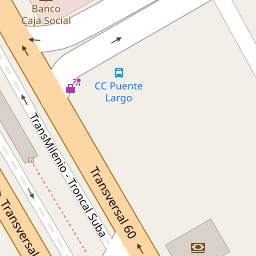 Banco
Caja Social
CC Puente
Largo
TransMilenio - Troncal Suba
Transversal 60
Transversal